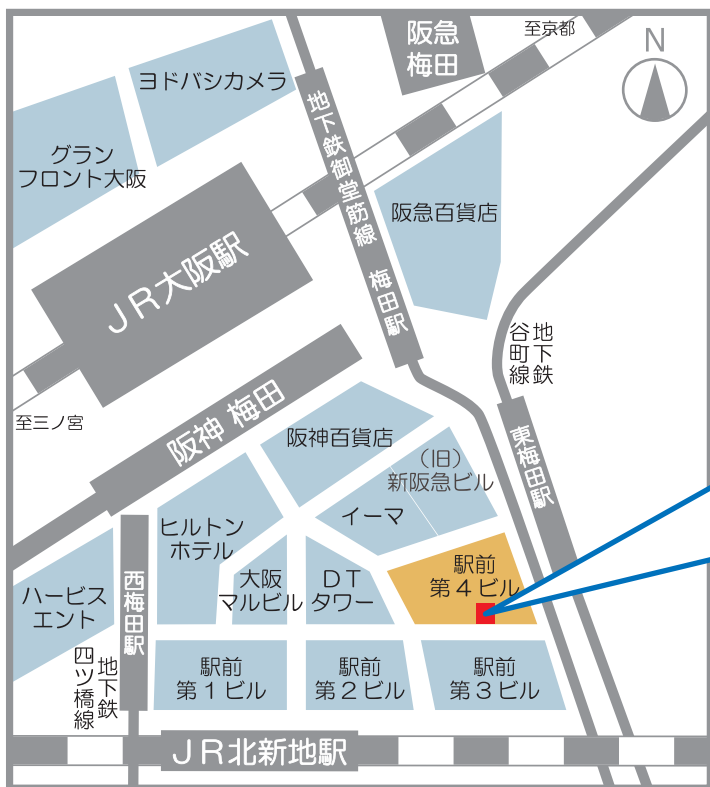 阪急
梅田
至京都
N
ヨドバシカメラ
グラン
フロント大阪
地下鉄御堂筋線 梅田駅
阪急百貨店
JR大阪駅
地下鉄
谷町線
至三ノ宮
阪神 梅田
阪神百貨店
東梅田駅
(旧)
新阪急ビル
イーマ
ヒルトン
ホテル
駅前
第4ビル
大阪
マルビル
DT
タワー
西梅田駅
ハービス
エント
地下鉄
四ツ橋線
駅前
第1ビル
駅前
第2ビル
駅前
第3ビル
JR北新地駅